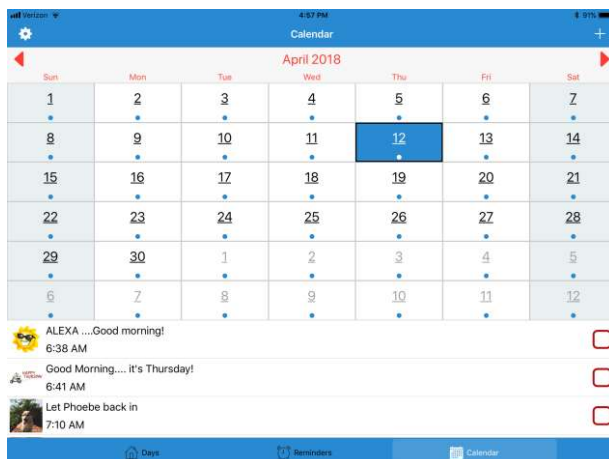 Verizon 4:57 PM 91%
Calendar +
April 2018
Sun Mon Tue Wed Thu Fri Sat
1 2 3 4 5 6 7
8 9 10 11 12 13 14
15 16 17 18 19 20 21
22 23 24 25 26 27 28
29 30 1 2 3 4 5
6 7 8 9 10 11 12
ALEXA ....Good morning!
6:38 AM
Good Morning.... it's Thursday!
6:41 AM
Let Phoebe back in
7:10 AM
Days Reminders Calendar